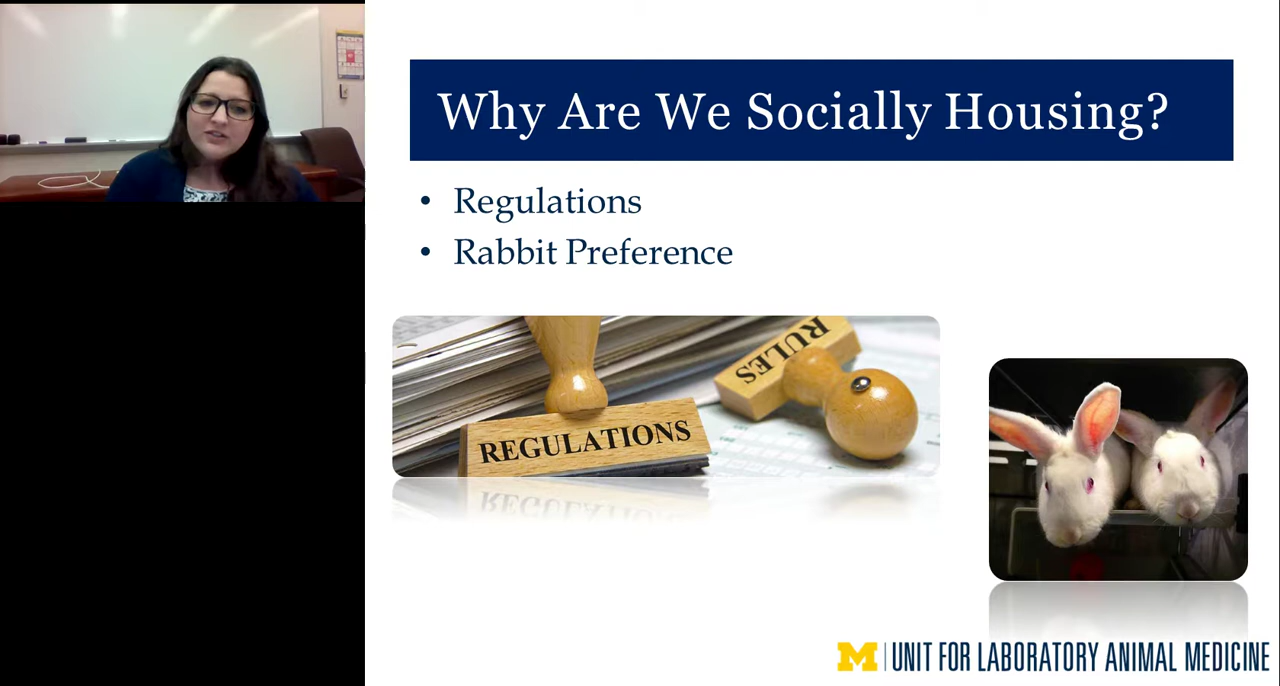 Why Are We Socially Housing?
• Regulations
• Rabbit Preference
RULES
REGULATIONS
M | UNIT FOR LABORATORY ANIMAL MEDICINE